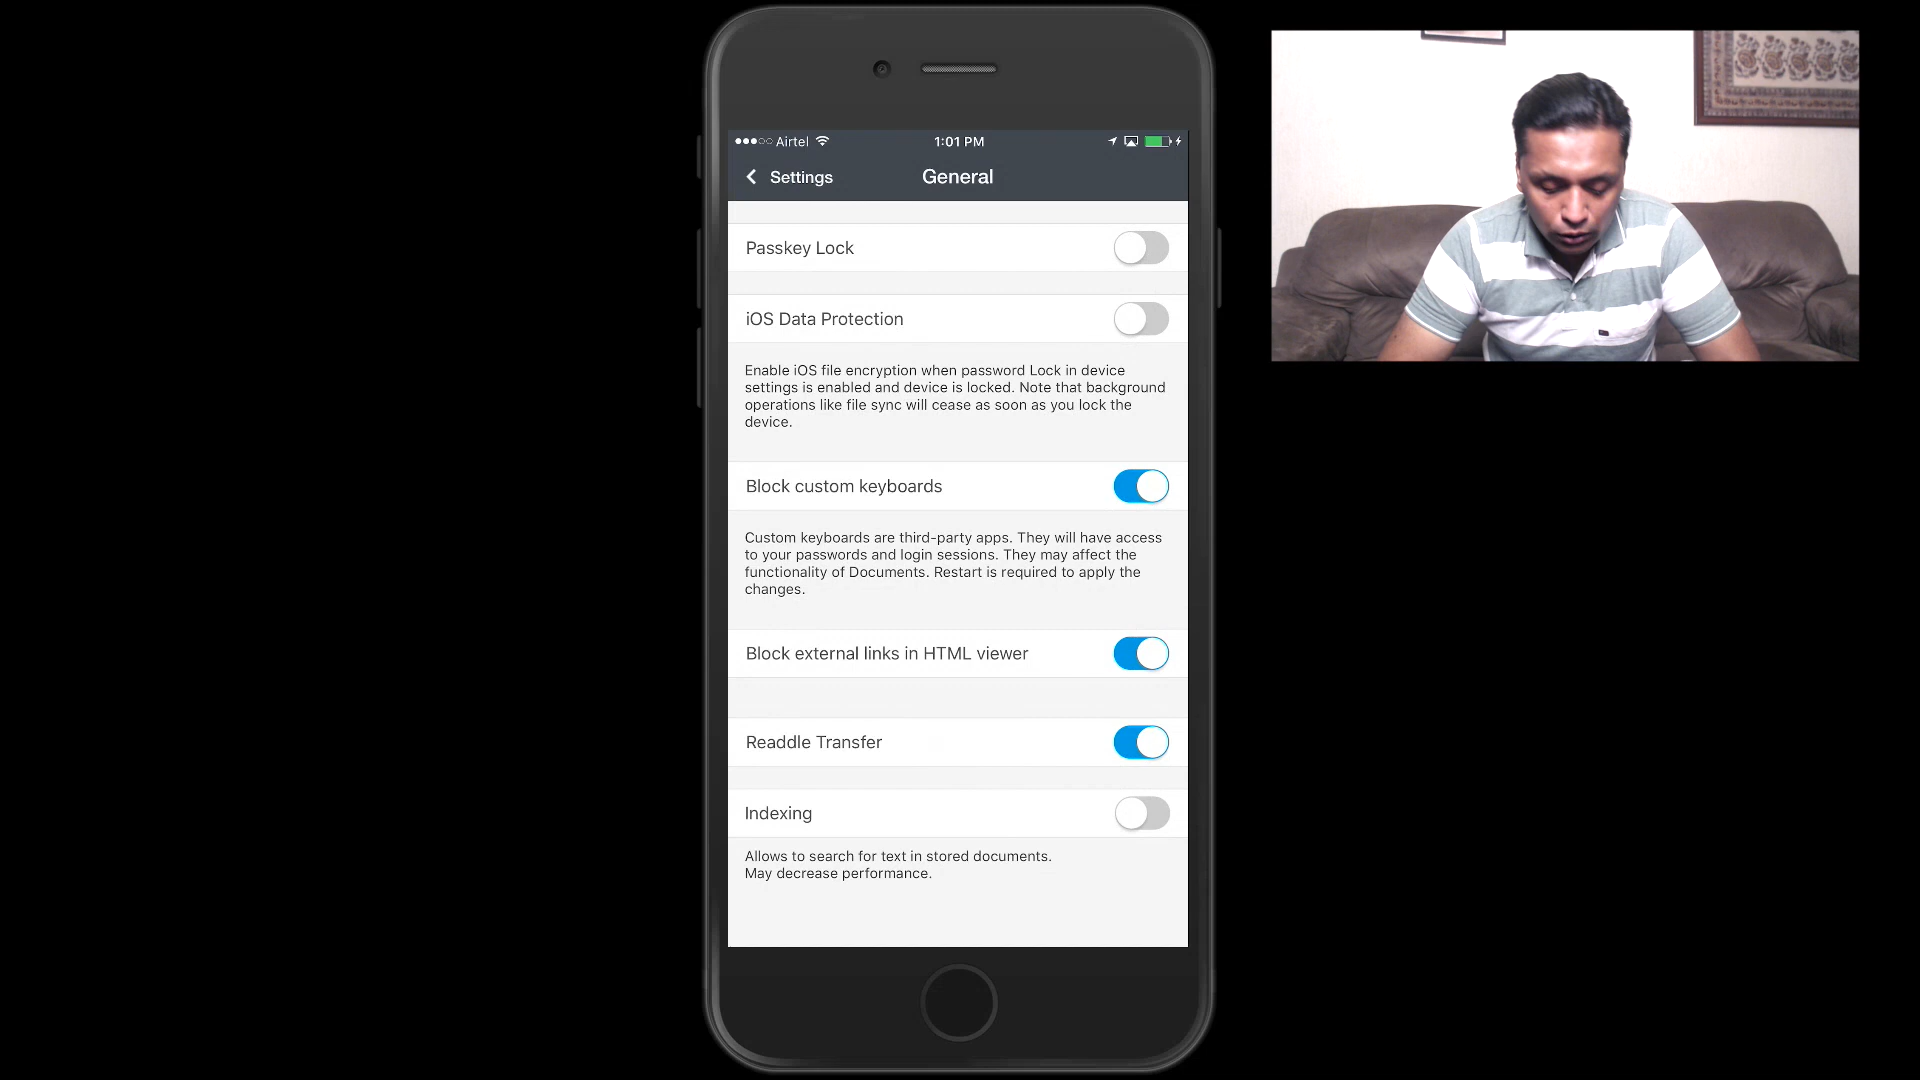 Airtel
1:01 PM
Settings
General
Passkey Lock
iOS Data Protection
Enable iOS file encryption when password Lock in device
settings is enabled and device is locked. Note that background
operations like file sync will cease as soon as you lock the
device.
Block custom keyboards
Custom keyboards are third-party apps. They will have access
to your passwords and login sessions. They may affect the
functionality of Documents. Restart is required to apply the
changes.
Block external links in HTML viewer
Readdle Transfer
Indexing
Allows to search for text in stored documents.
May decrease performance.